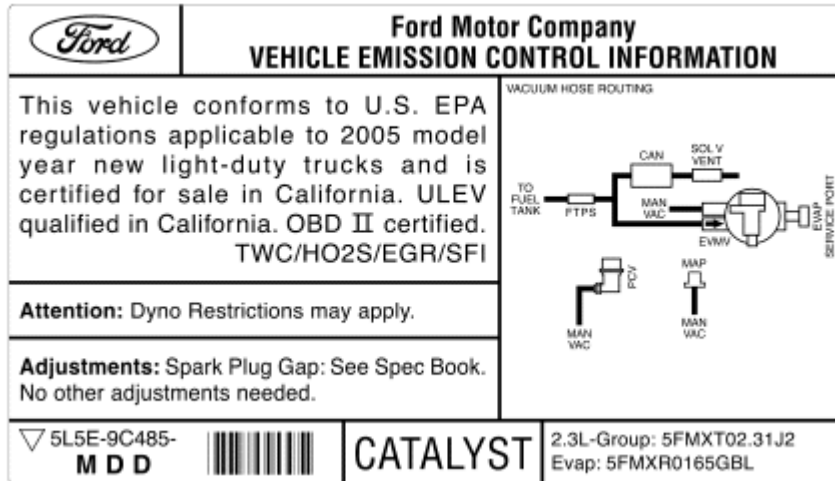 Ford
Ford Motor Company
VEHICLE EMISSION CONTROL INFORMATION
This vehicle conforms to U.S. EPA
regulations applicable to 2005 model
year new light-duty trucks and is
certified for sale in California. ULEV
qualified in California. OBD II certified.
TWC/HO2S/EGR/SFI
Attention: Dyno Restrictions may apply.
Adjustments: Spark Plug Gap: See Spec Book.
No other adjustments needed.
VACUUM HOSE ROUTING
CAN
SOL V
VENT
TO
FUEL
TANK
FTPS
MAN
VAC
EVMV
EVAP
SERVICE PORT
PCV
MAN
VAC
MAP
MAN
VAC
5L5E-9C485-
MDD
CATALYST
2.3L-Group: 5FMXT02.31J2
Evap: 5FMXR0165GBL